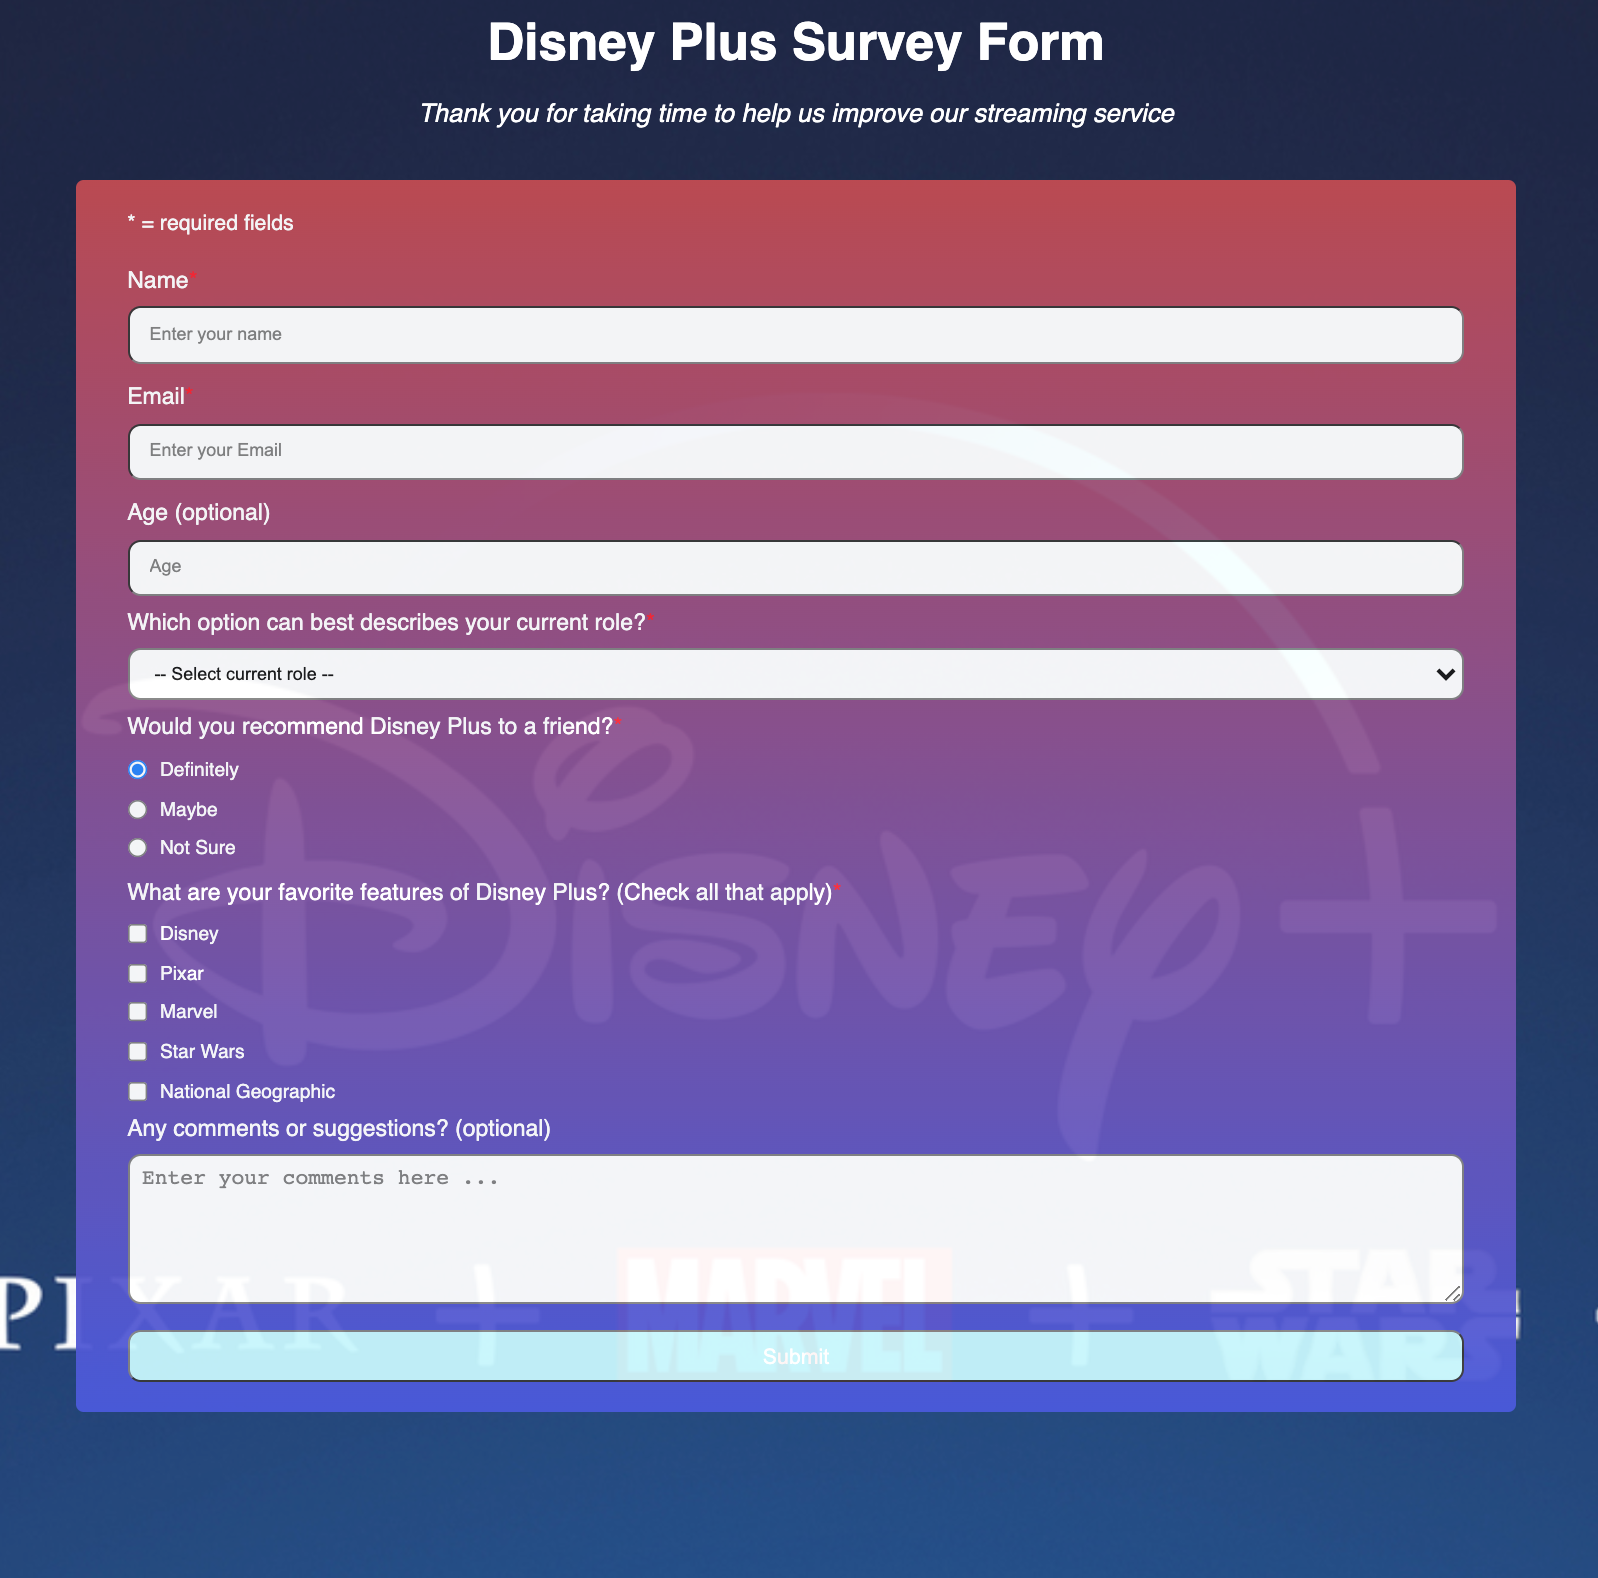 Disney Plus Survey Form
Thank you for taking time to help us improve our streaming service
* = required fields
Name*
Enter your name
Email*
Enter your Email
Age (optional)
Age
Which option can best describes your current role?*
-- Select current role --
Would you recommend Disney Plus to a friend?*
Definitely
Maybe
Not Sure
What are your favorite features of Disney Plus? (Check all that apply)*
Disney
Pixar
Marvel
Star Wars
National Geographic
Any comments or suggestions? (optional)
Enter your comments here ...
Submit
DISNEY+
PIXAR + MARVEL + STAR WARS